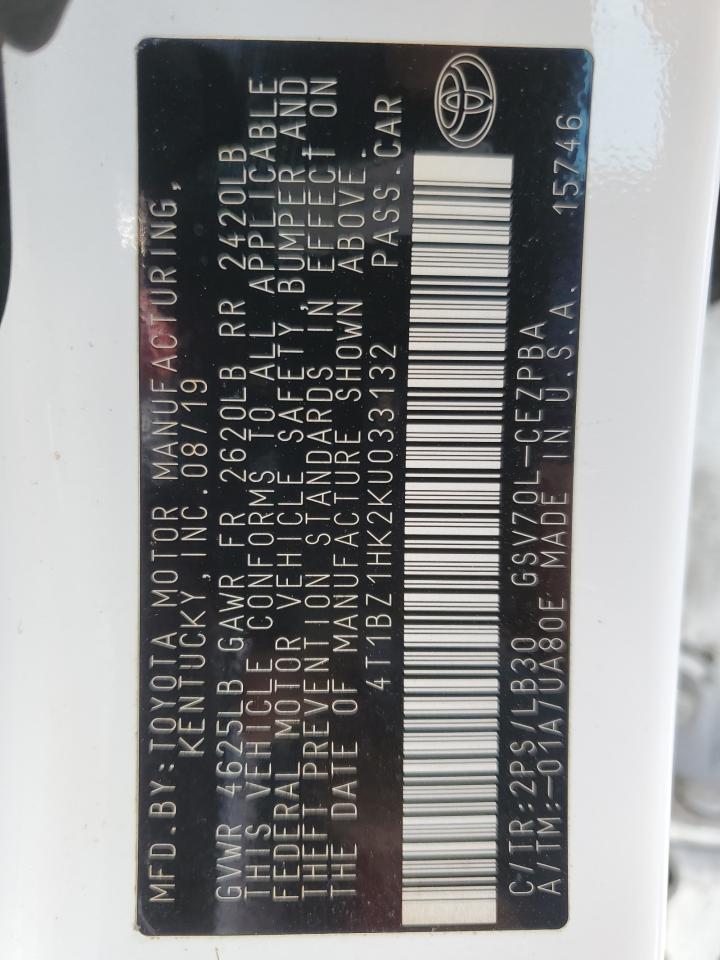 MFD.BY:TOYOTA MOTOR MANUFACTURING,
KENTUCKY, INC.08/19
GVWR 4625LB GAWR FR 2620LB RR 2420LB
THIS VEHICLE CONFORMS TO ALL APPLICABLE
FEDERAL MOTOR VEHICLE SAFETY,BUMPER,AND
THEFT PREVENTION STANDARDS IN EFFECT ON
THE DATE OF MANUFACTURE SHOWN ABOVE.
4T1BZ1HK2KU033132 PASS.CAR
C/TR:2PS/LB30 GSV70L-CEZPBA
A/TM:-01A/UA80E MADE IN U.S.A. 15Z46